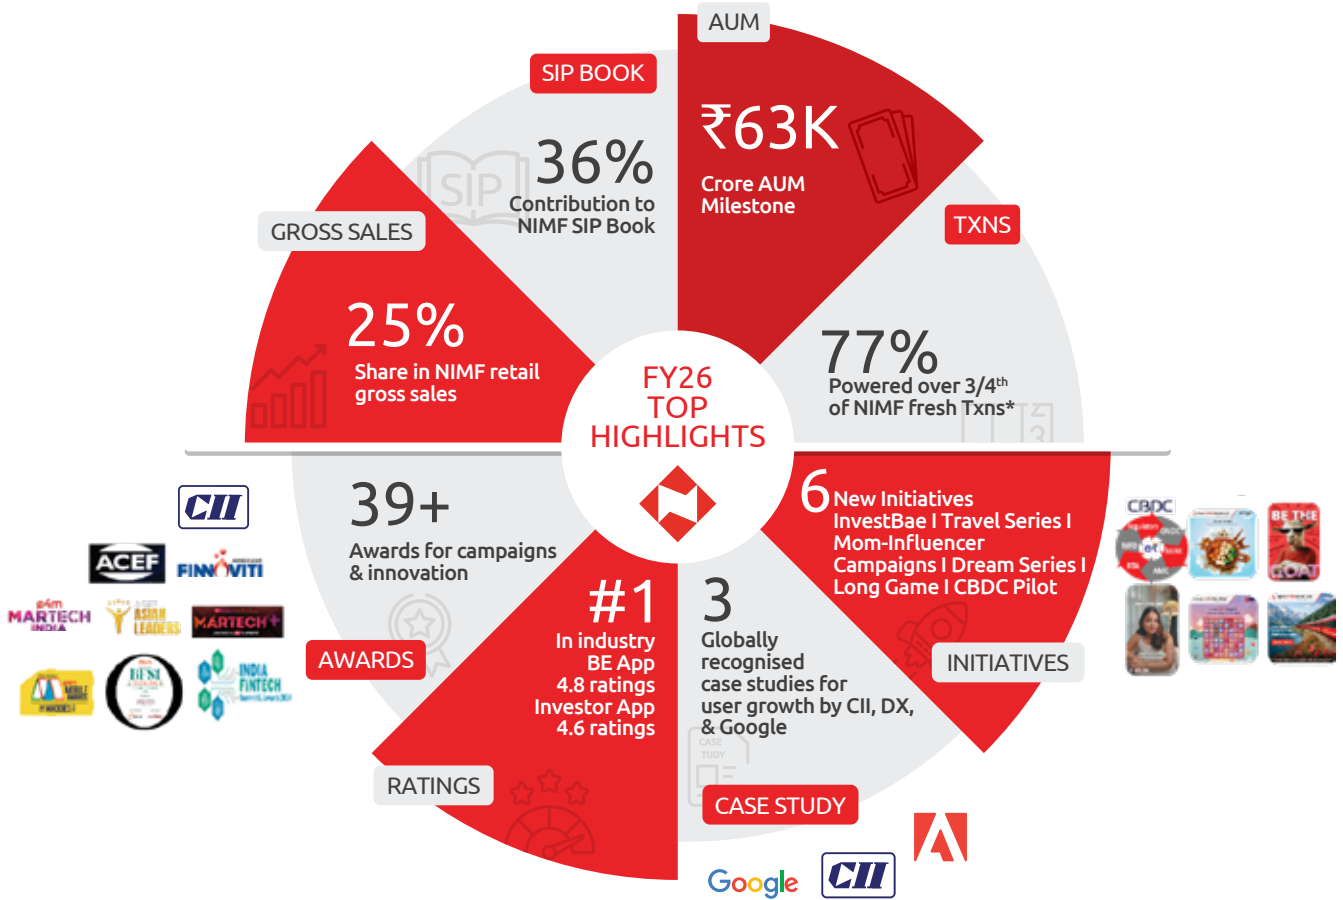 AUM
₹63K
Crore AUM
Milestone
SIP BOOK
SIP
36%
Contribution to
NIMF SIP Book
TXNS
77%
Powered over 3/4th
of NIMF fresh Txns*
GROSS SALES
25%
Share in NIMF retail
gross sales
FY26
TOP
HIGHLIGHTS
39+
Awards for campaigns
& innovation
AWARDS
#1
In industry
BE App
4.8 ratings
Investor App
4.6 ratings
RATINGS
3
Globally
recognised
case studies for
user growth by CII, DX,
& Google
CASE
TUDY
CASE STUDY
6 New Initiatives
InvestBae I Travel Series I
Mom-Influencer
Campaigns I Dream Series I
Long Game I CBDC Pilot
INITIATIVES
CII
ACEF
FINNOVITI
e4m
MARTECH
INDIA
ASIAN
LEADERS
MARTECH+
BFSI
INDIA
FINTECH
CBDC
e₹
BE THE
GOAT
Google
CII